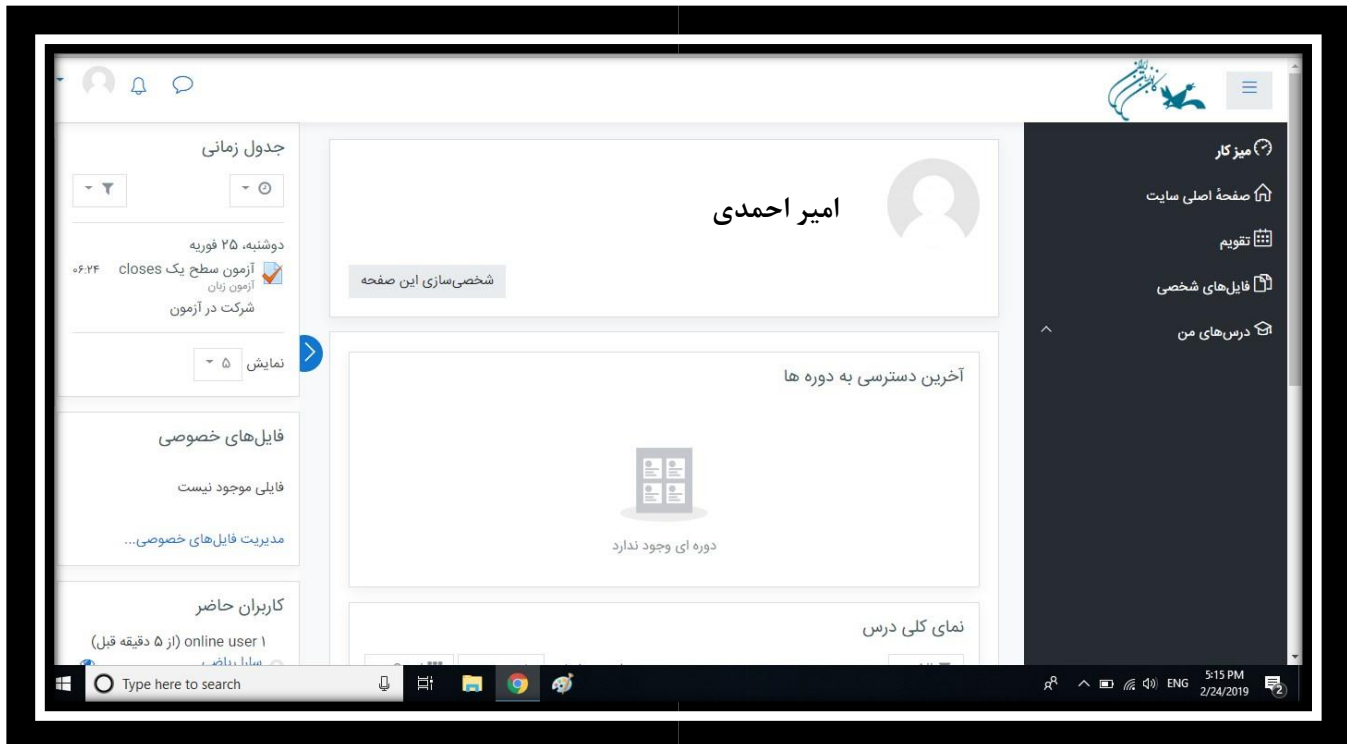 میز کار
صفحهٔ اصلی سایت
تقویم
فایل‌های شخصی
درس‌های من
امیر احمدی
شخصی‌سازی این صفحه
آخرین دسترسی به دوره ها
دوره ای وجود ندارد
نمای کلی درس
جدول زمانی
دوشنبه، ۲۵ فوریه
آزمون سطح یک closes ۰۶:۲۴
آزمون زبان
شرکت در آزمون
نمایش ۵
فایل‌های خصوصی
فایلی موجود نیست
مدیریت فایل‌های خصوصی...
کاربران حاضر
۱ online user (از ۵ دقیقه قبل)
Type here to search
ENG
5:15 PM
2/24/2019
2